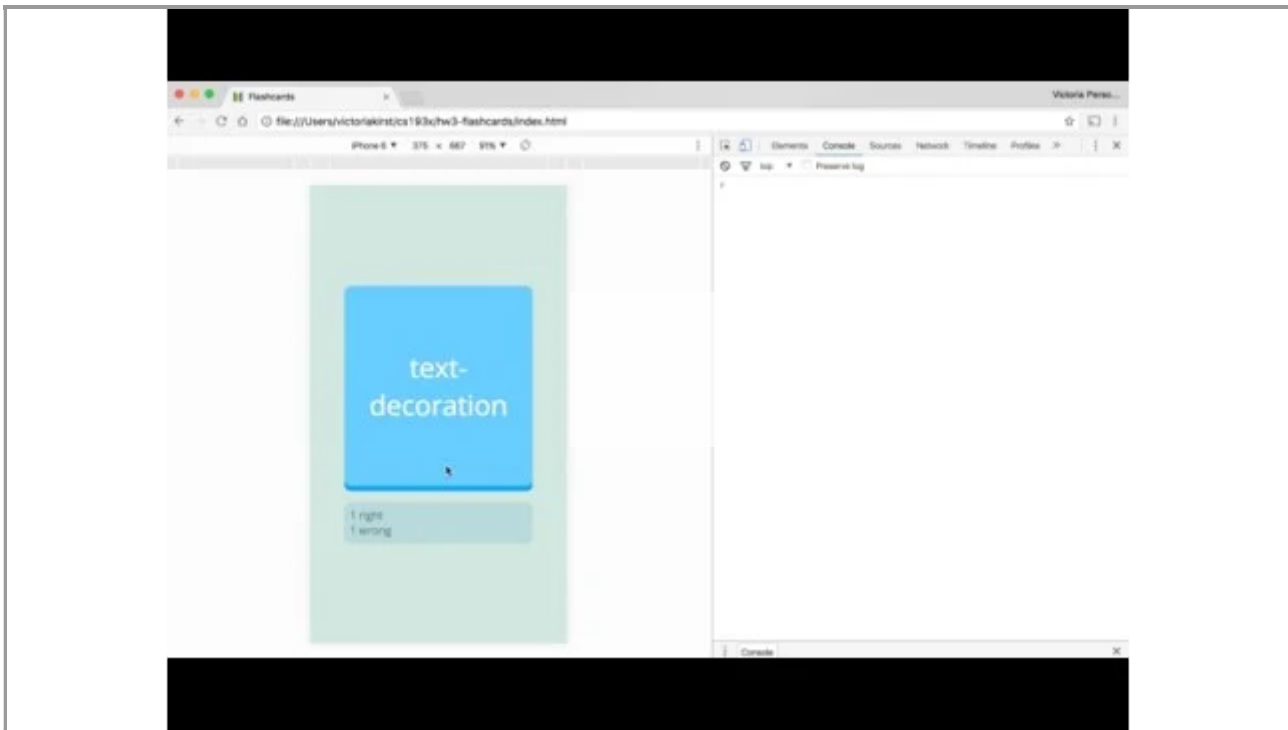 Flashcards
file:///Users/victoriakirst/cs193x/hw3-flashcards/index.html
iPhone 6 375 × 667 91%
Elements Console Sources Network Timeline Profiles
top Preserve log
text-
decoration
1 right
1 wrong
Console